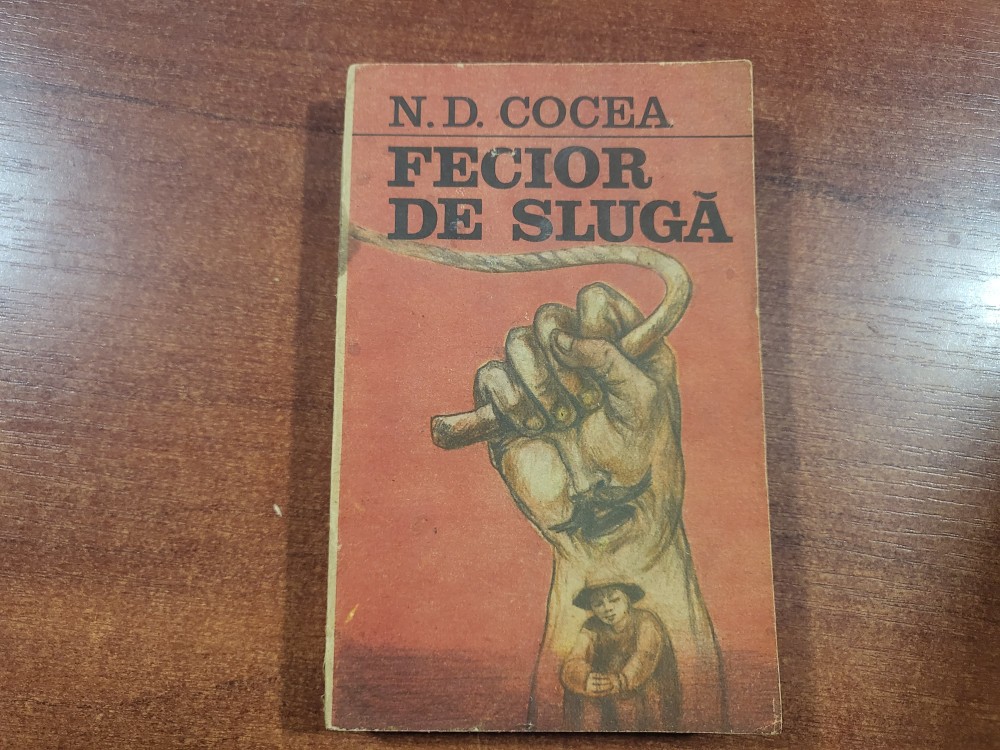 N. D. COCEA
FECIOR
DE SLUGĂ